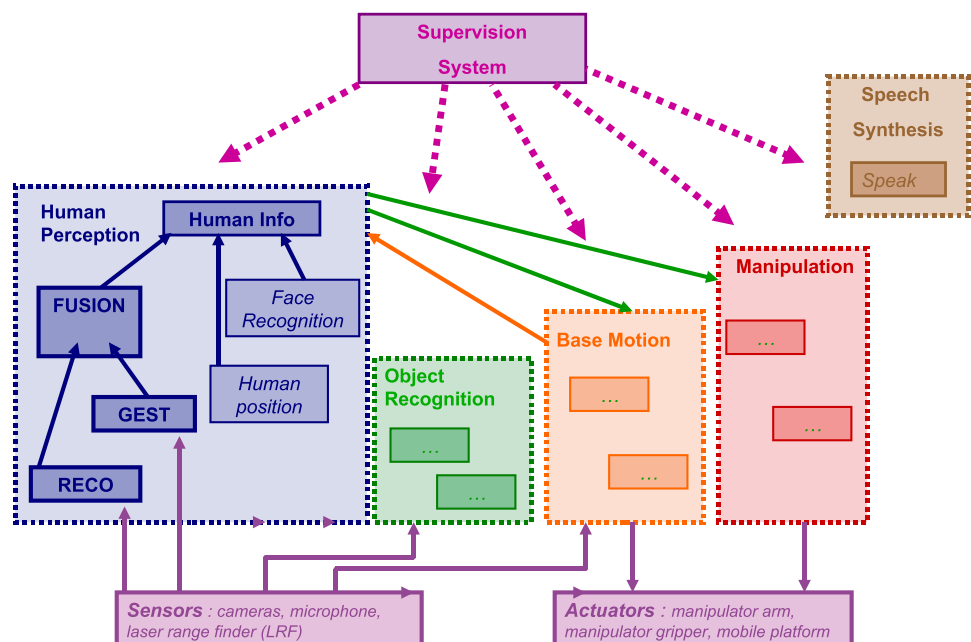 Supervision
System
Speech
Synthesis
Speak
Human
Perception
Human Info
FUSION
Face
Recognition
Human
position
GEST
RECO
Object
Recognition
...
...
Base Motion
...
...
Manipulation
...
...
Sensors : cameras, microphone,
laser range finder (LRF)
Actuators : manipulator arm,
manipulator gripper, mobile platform